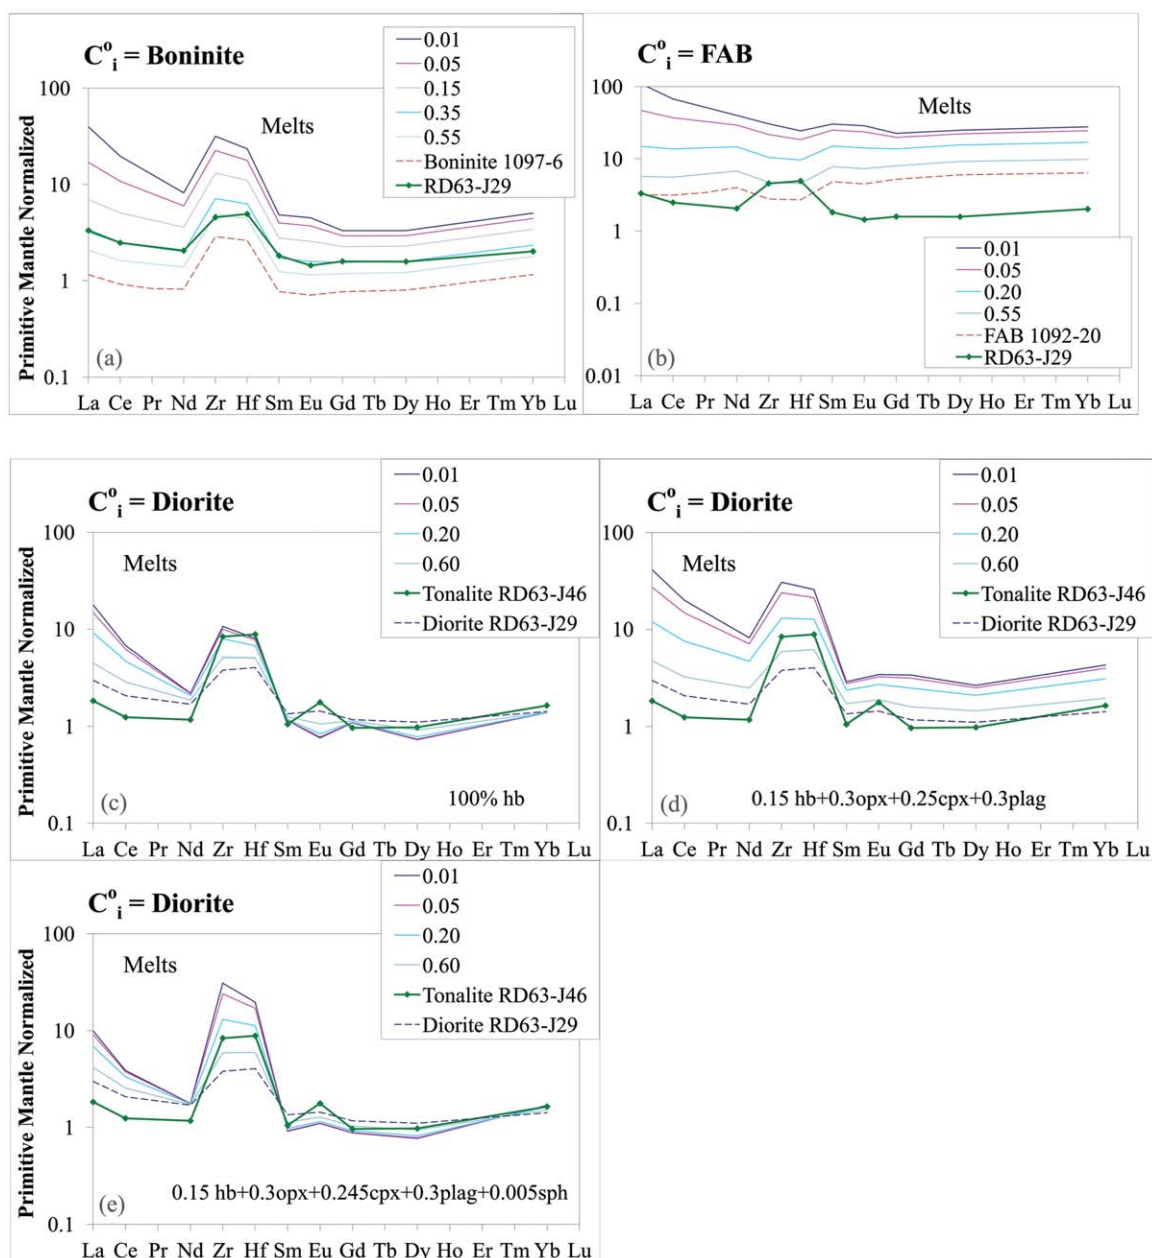 C°i = Boninite
0.01
0.05
0.15
0.35
0.55
Boninite 1097-6
RD63-J29
Melts
Primitive Mantle Normalized
100
10
1
0.1
(a)
La Ce Pr Nd Zr Hf Sm Eu Gd Tb Dy Ho Er Tm Yb Lu
C°i = FAB
Melts
100
10
1
0.1
0.01
0.01
0.05
0.20
0.55
FAB 1092-20
RD63-J29
(b)
La Ce Pr Nd Zr Hf Sm Eu Gd Tb Dy Ho Er Tm Yb Lu
C°i = Diorite
0.01
0.05
0.20
0.60
Tonalite RD63-J46
Diorite RD63-J29
Melts
Primitive Mantle Normalized
100
10
1
0.1
(c)
100% hb
La Ce Pr Nd Zr Hf Sm Eu Gd Tb Dy Ho Er Tm Yb Lu
C°i = Diorite
0.01
0.05
0.20
0.60
Tonalite RD63-J46
Diorite RD63-J29
Melts
100
10
1
0.1
(d)
0.15 hb+0.3opx+0.25cpx+0.3plag
La Ce Pr Nd Zr Hf Sm Eu Gd Tb Dy Ho Er Tm Yb Lu
C°i = Diorite
0.01
0.05
0.20
0.60
Tonalite RD63-J46
Diorite RD63-J29
Melts
Primitive Mantle Normalized
100
10
1
0.1
(e)
0.15 hb+0.3opx+0.245cpx+0.3plag+0.005sph
La Ce Pr Nd Zr Hf Sm Eu Gd Tb Dy Ho Er Tm Yb Lu